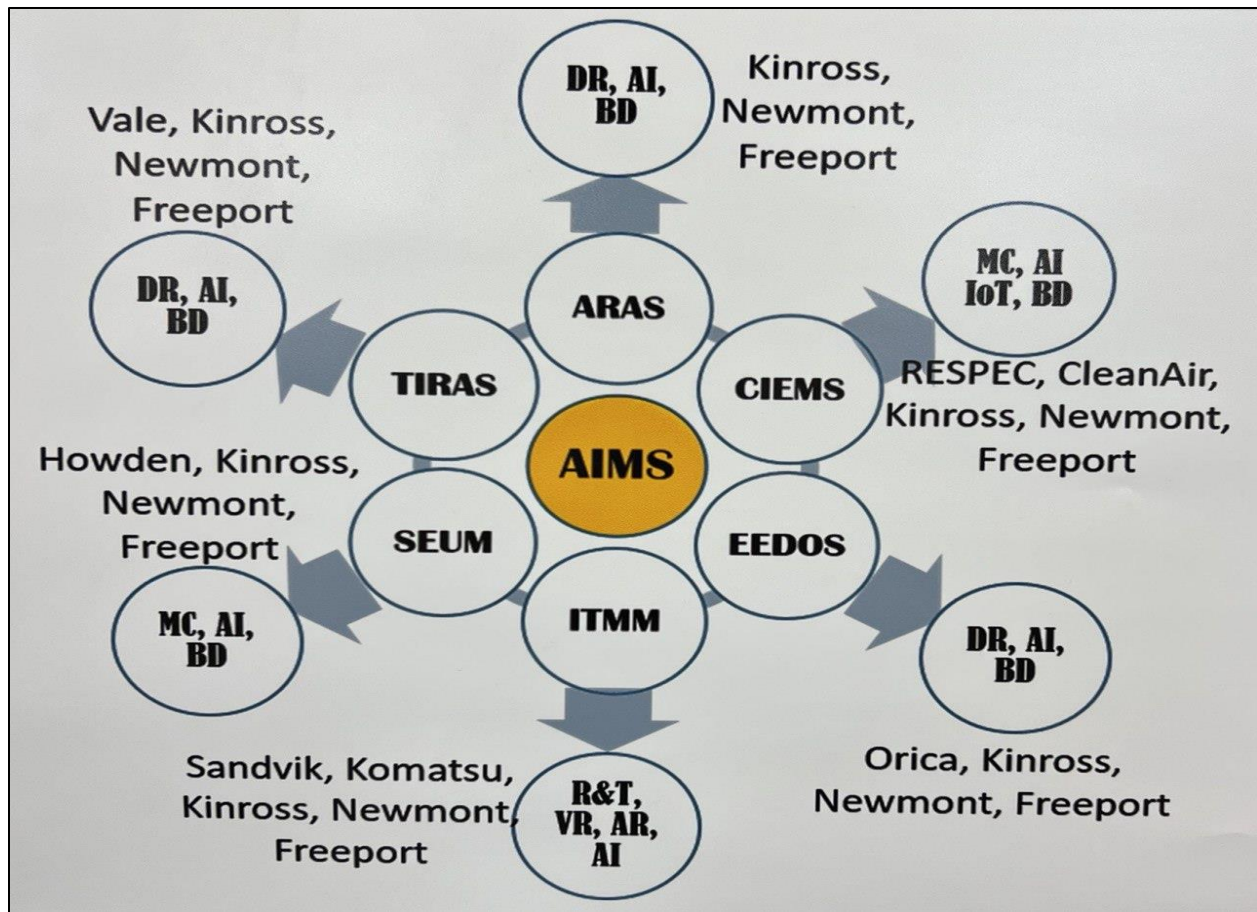 DR, AI,
BD
Kinross,
Newmont,
Freeport
Vale, Kinross,
Newmont,
Freeport
DR, AI,
BD
ARAS
MC, AI
IoT, BD
TIRAS
CIEMS
RESPEC, CleanAir,
Kinross, Newmont,
Freeport
AIMS
Howden, Kinross,
Newmont,
Freeport
SEUM
EEDOS
MC, AI,
BD
ITMM
DR, AI,
BD
Orica, Kinross,
Newmont, Freeport
Sandvik, Komatsu,
Kinross, Newmont,
Freeport
R&T,
VR, AR,
AI